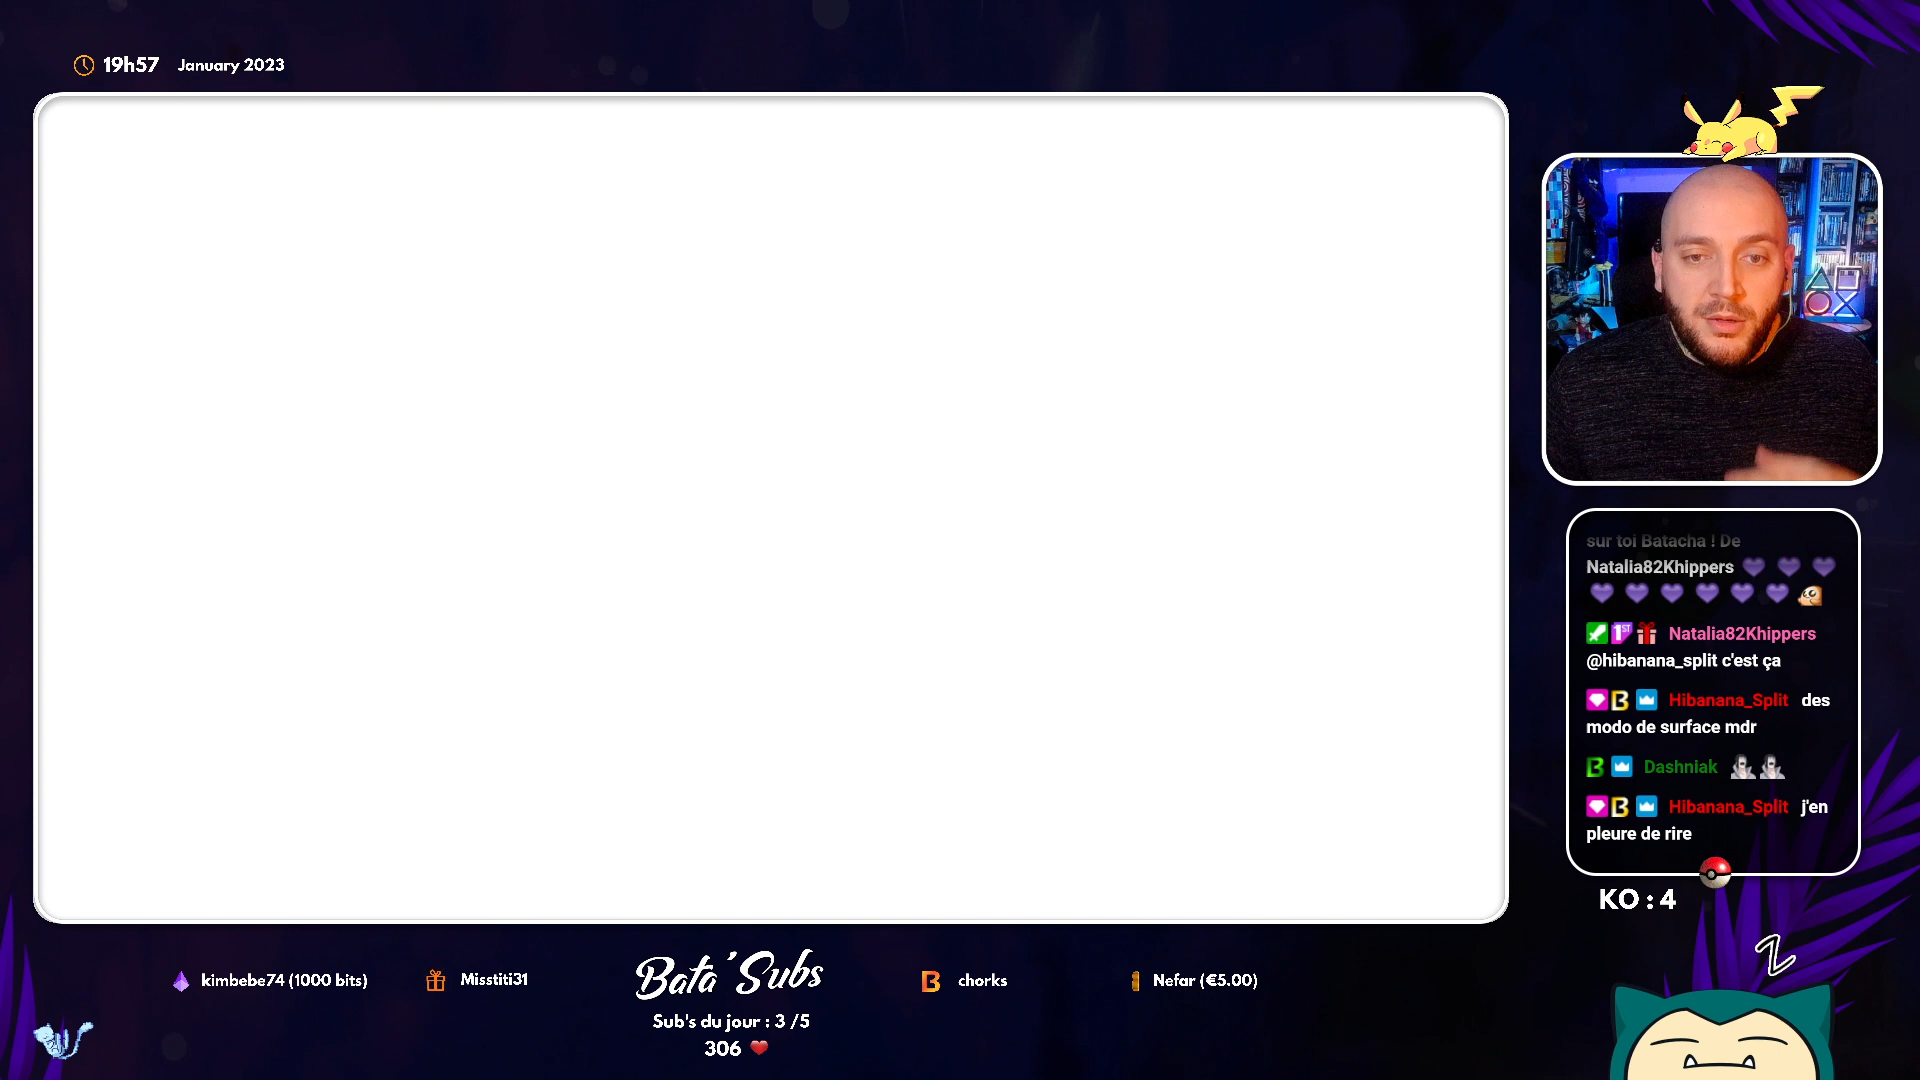 19h57 January 2023
sur toi Batacha ! De
Natalia82Khippers
1ST Natalia82Khippers
@hibanana_split c'est ça
B Hibanana_Split des
modo de surface mdr
B Dashniak
B Hibanana_Split j'en
pleure de rire
KO : 4
Z
kimbebe74 (1000 bits)
Misstiti31
Bata'Subs
B chorks
Nefar (€5.00)
Sub's du jour : 3 /5
306